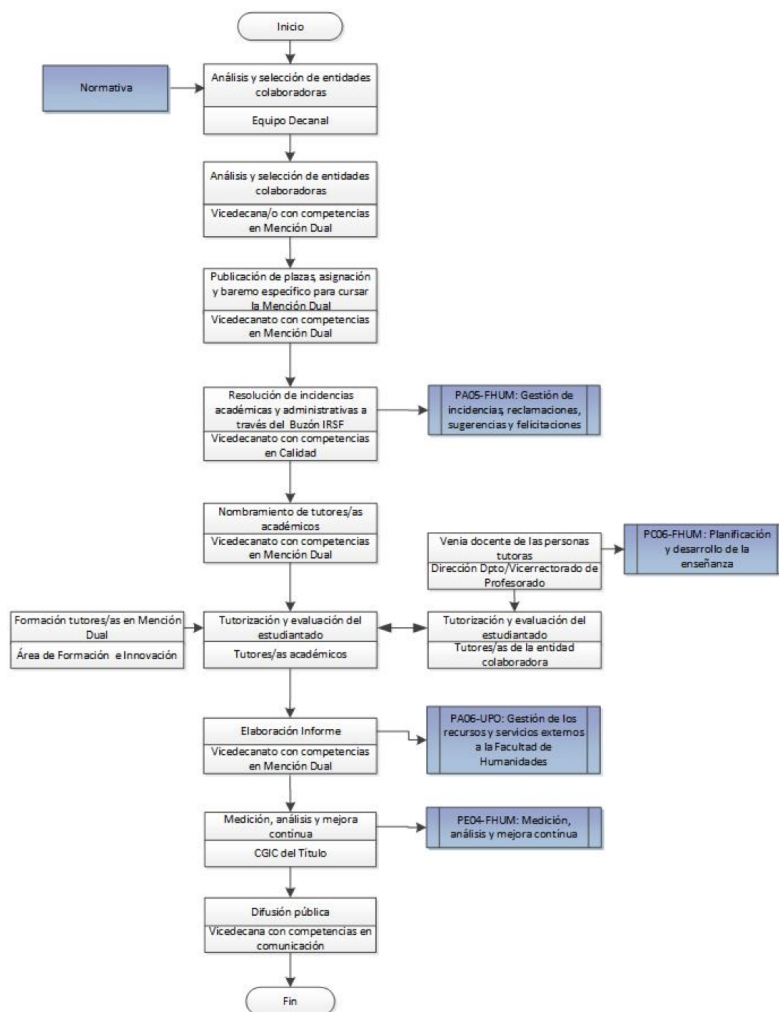 Inicio
Normativa
Análisis y selección de entidades
colaboradoras
Equipo Decanal
Análisis y selección de entidades
colaboradoras
Vicedecana/o con competencias
en Mención Dual
Publicación de plazas, asignación
y baremo específico para cursar
la Mención Dual
Vicedecanato con competencias
en Mención Dual
Resolución de incidencias
académicas y administrativas a
través del Buzón IRSF
Vicedecanato con competencias
en Calidad
PA05-FHUM: Gestión de
incidencias, reclamaciones,
sugerencias y felicitaciones
Nombramiento de tutores/as
académicos
Vicedecanato con competencias
en Mención Dual
Venia docente de las personas
tutoras
Dirección Dpto/Vicerrectorado de
Profesorado
PC06-FHUM: Planificación
y desarrollo de la
enseñanza
Formación tutores/as en Mención
Dual
Área de Formación e Innovación
Tutorización y evaluación del
estudiantado
Tutores/as académicos
Tutorización y evaluación del
estudiantado
Tutores/as de la entidad
colaboradora
Elaboración Informe
Vicedecanato con competencias
en Mención Dual
PA06-UPO: Gestión de los
recursos y servicios externos
a la Facultad de
Humanidades
Medición, análisis y mejora
continua
CGIC del Título
PE04-FHUM: Medición,
análisis y mejora continua
Difusión pública
Vicedecana con competencias en
comunicación
Fin